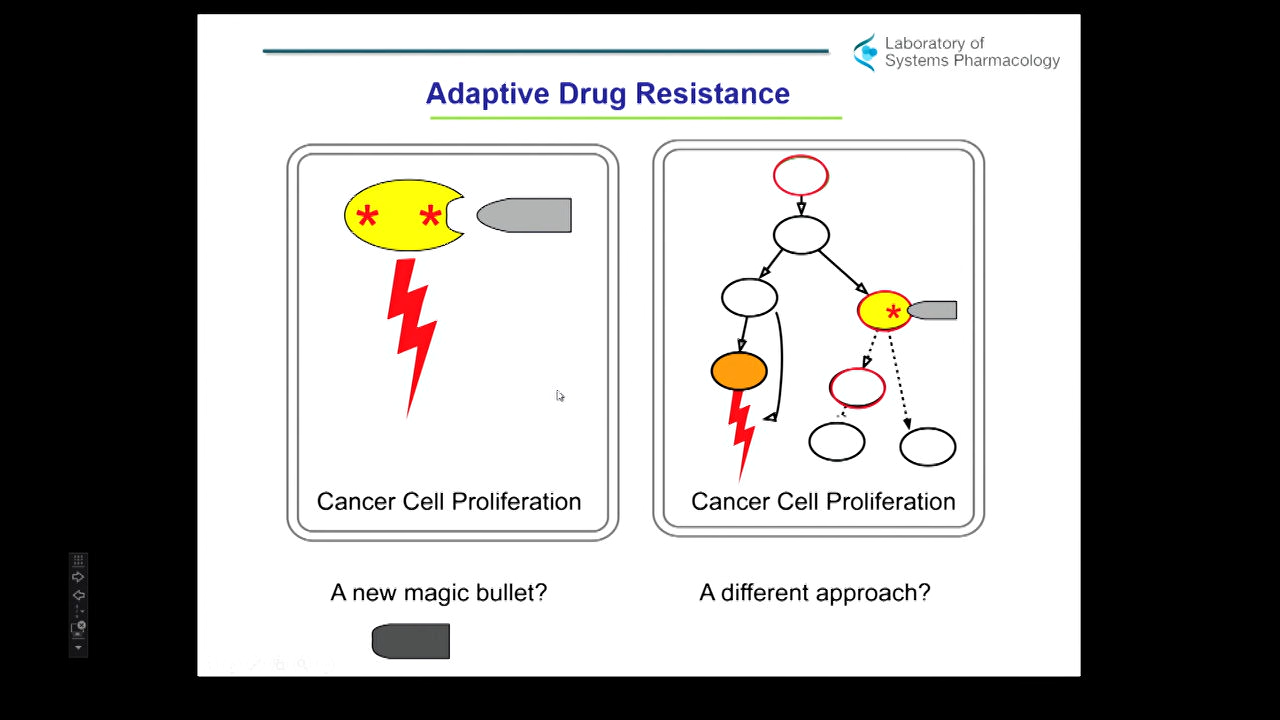 Laboratory of
Systems Pharmacology
Adaptive Drug Resistance
* *
*
Cancer Cell Proliferation
Cancer Cell Proliferation
A new magic bullet?
A different approach?